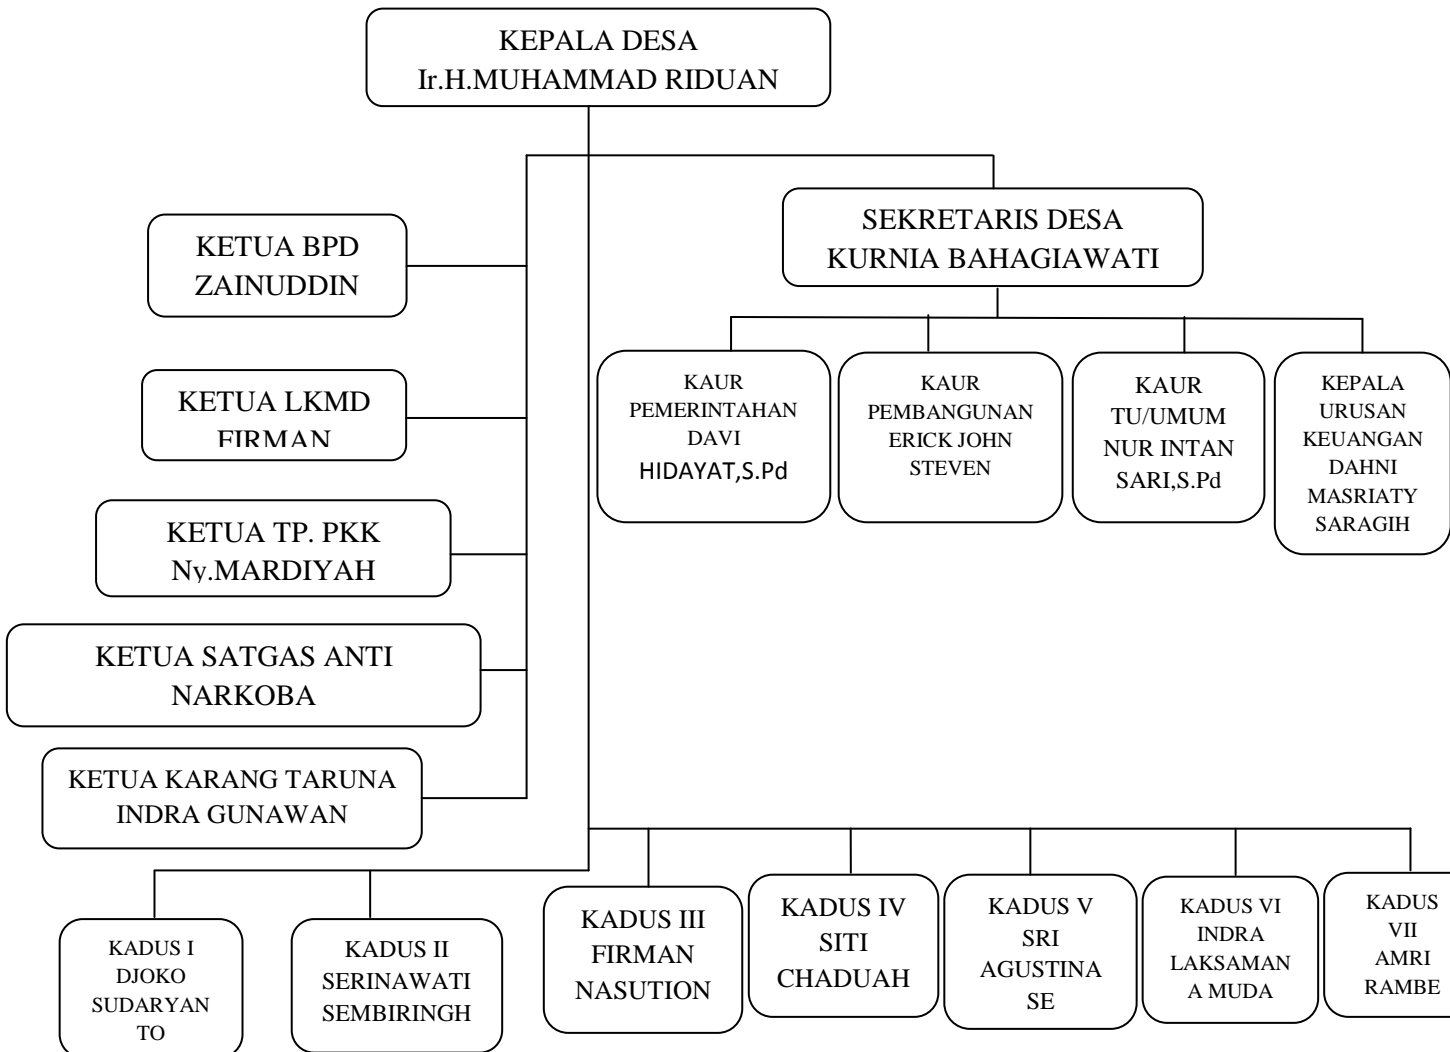 KEPALA DESA
Ir.H.MUHAMMAD RIDUAN
SEKRETARIS DESA
KURNIA BAHAGIAWATI
KETUA BPD
ZAINUDDIN
KETUA LKMD
FIRMAN
KETUA TP. PKK
Ny.MARDIYAH
KETUA SATGAS ANTI
NARKOBA
KETUA KARANG TARUNA
INDRA GUNAWAN
KAUR
PEMERINTAHAN
DAVI
HIDAYAT,S.Pd
KAUR
PEMBANGUNAN
ERICK JOHN
STEVEN
KAUR
TU/UMUM
NUR INTAN
SARI,S.Pd
KEPALA
URUSAN
KEUANGAN
DAHNI
MASRIATY
SARAGIH
KADUS I
DJOKO
SUDARYAN
TO
KADUS II
SERINAWATI
SEMBIRINGH
KADUS III
FIRMAN
NASUTION
KADUS IV
SITI
CHADUAH
KADUS V
SRI
AGUSTINA
SE
KADUS VI
INDRA
LAKSAMAN
A MUDA
KADUS
VII
AMRI
RAMBE